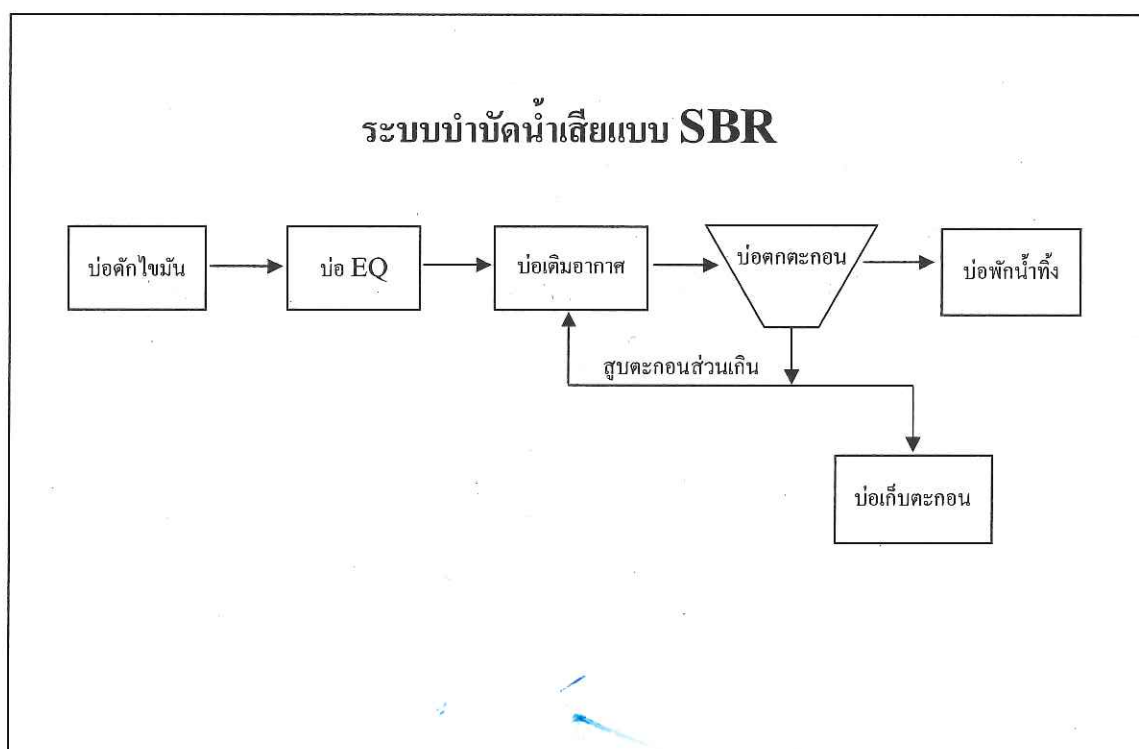 ระบบบำบัดน้ำเสียแบบ SBR
บ่อดักไขมัน
บ่อ EQ
บ่อเติมอากาศ
บ่อตกตะกอน
บ่อพักน้ำทิ้ง
สูบตะกอนส่วนเกิน
บ่อเก็บตะกอน